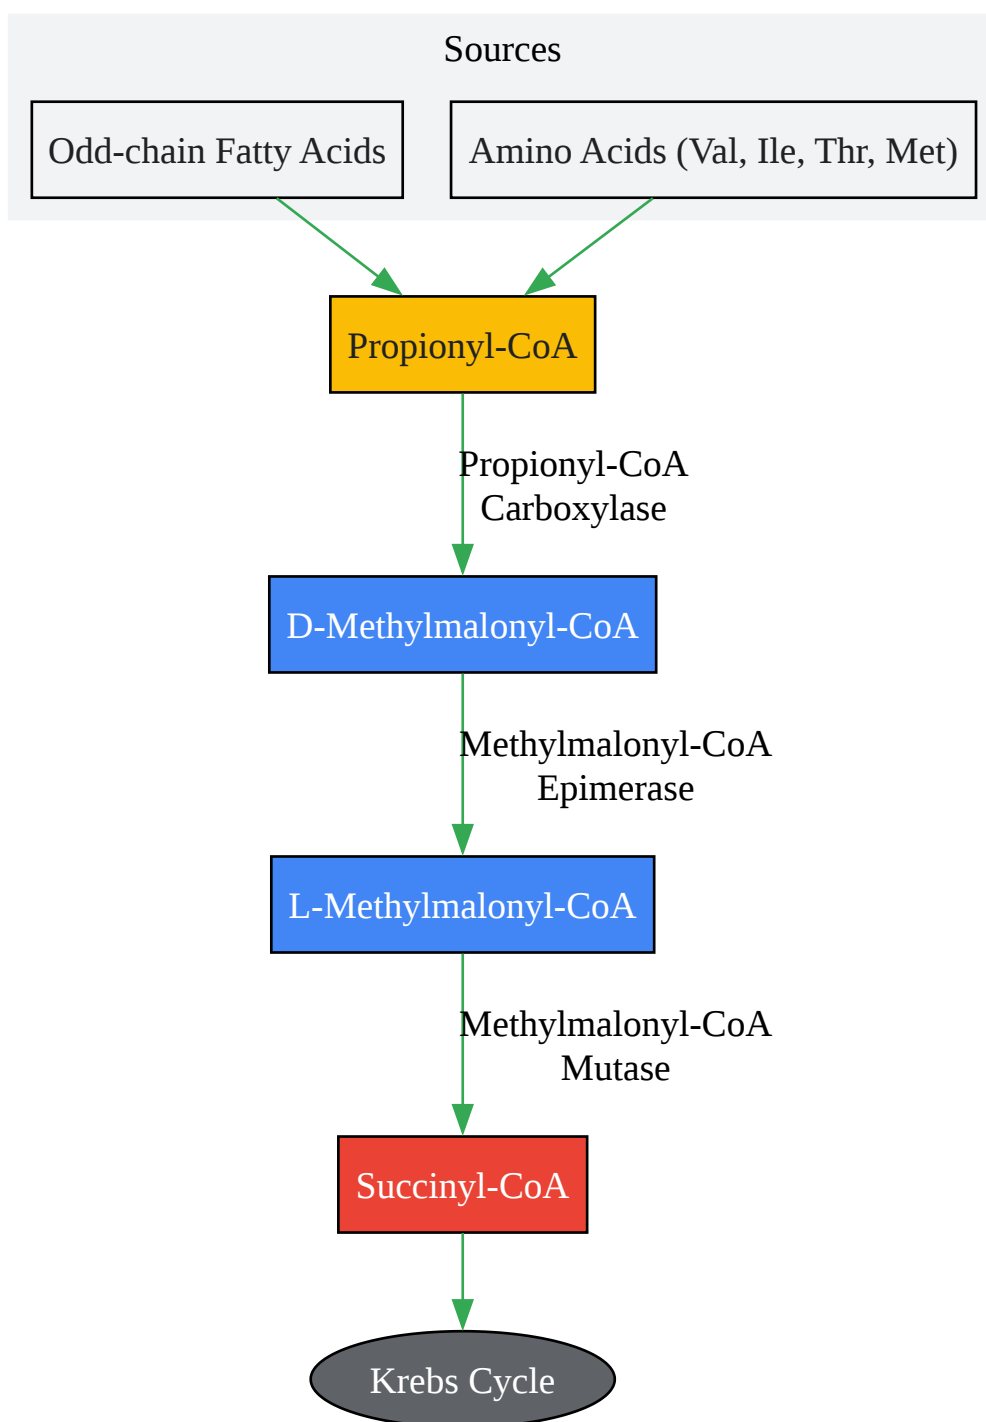 Sources
Odd-chain Fatty Acids
Amino Acids (Val, Ile, Thr, Met)
Propionyl-CoA
Propionyl-CoA
Carboxylase
D-Methylmalonyl-CoA
Methylmalonyl-CoA
Epimerase
L-Methylmalonyl-CoA
Methylmalonyl-CoA
Mutase
Succinyl-CoA
Krebs Cycle